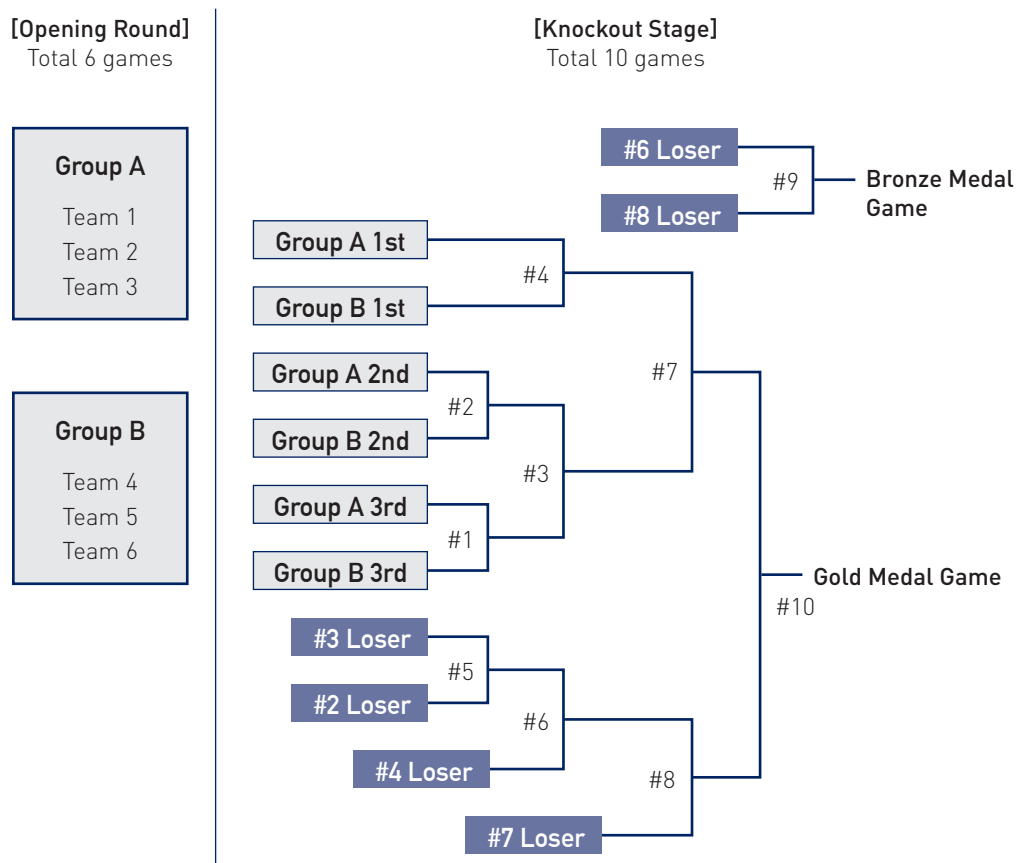 [Opening Round]
Total 6 games
Group A
Team 1
Team 2
Team 3
Group B
Team 4
Team 5
Team 6
[Knockout Stage]
Total 10 games
#6 Loser
#8 Loser
#9
Bronze Medal
Game
Group A 1st
Group B 1st
#4
Group A 2nd
Group B 2nd
#2
Group A 3rd
Group B 3rd
#1
#3
#7
#3 Loser
#2 Loser
#5
#4 Loser
#6
#7 Loser
#8
Gold Medal Game
#10